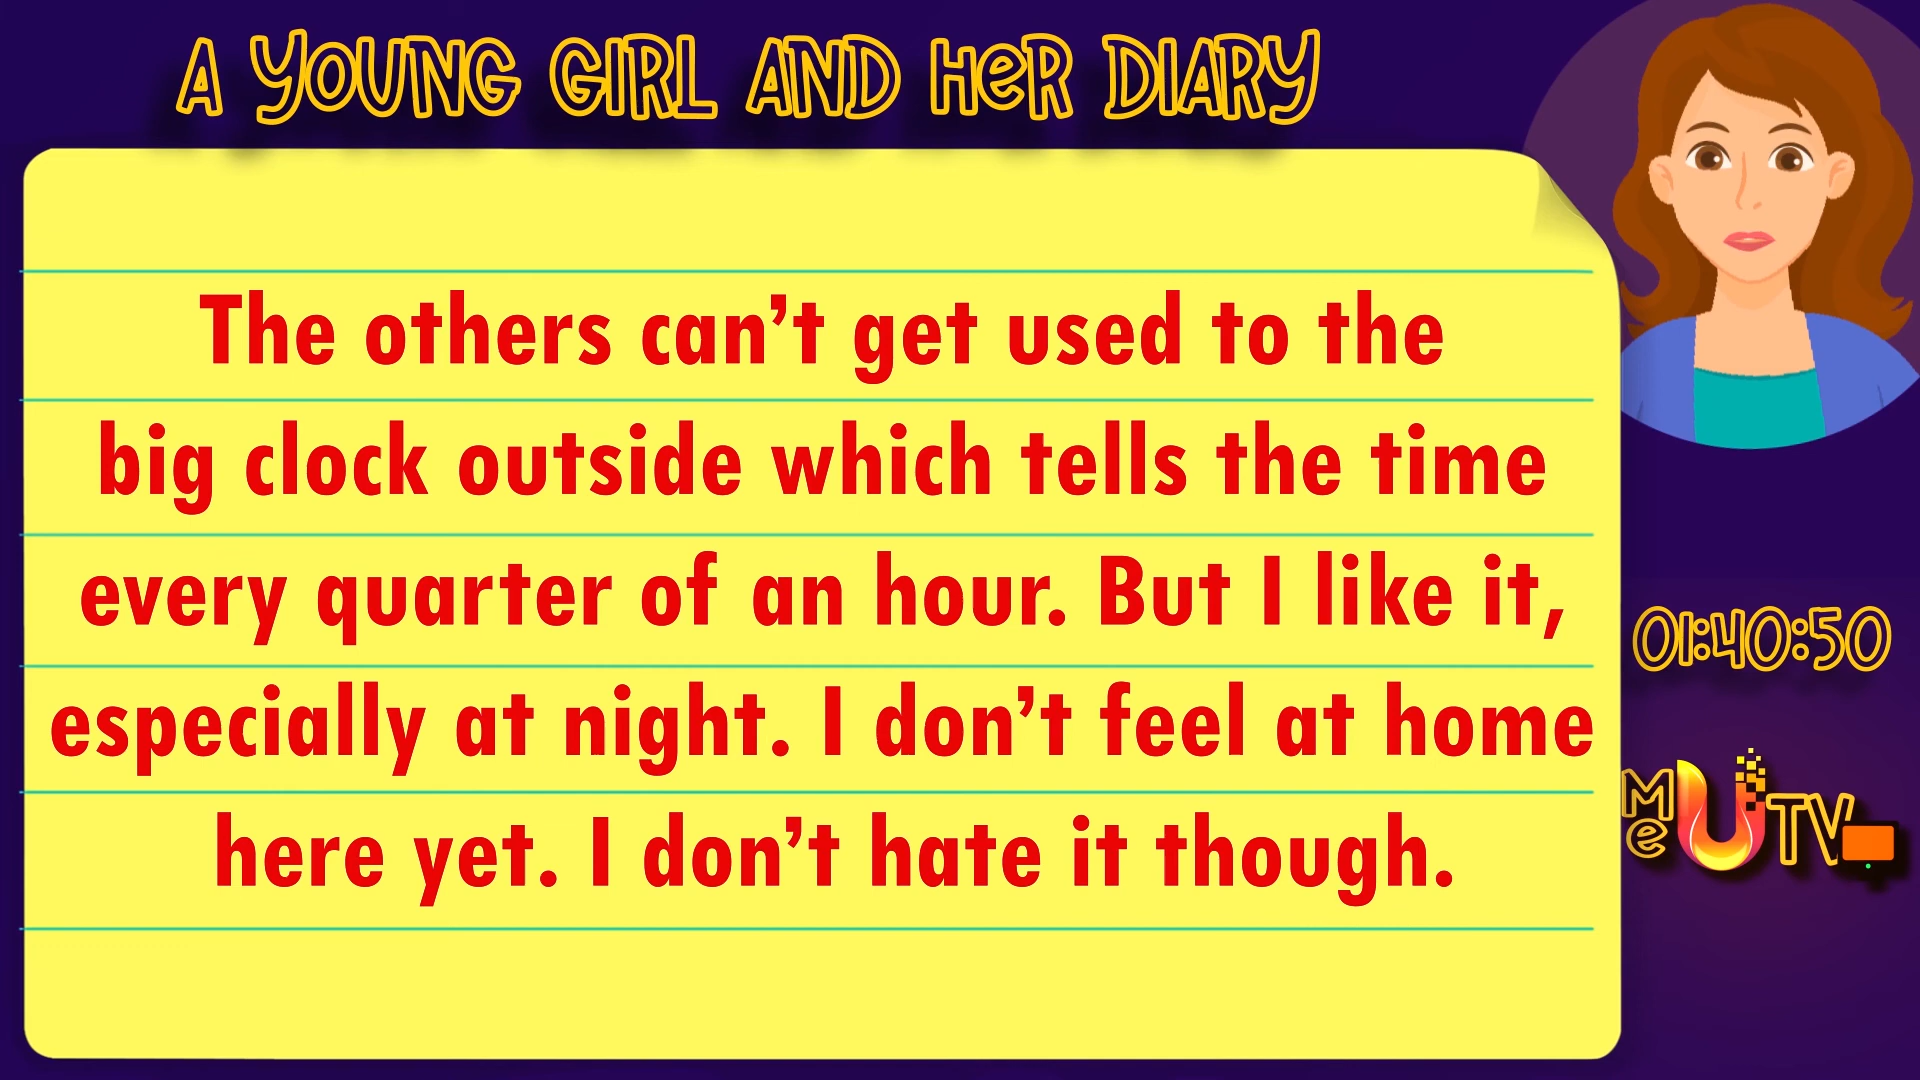 A YOUNG GIRL AND HeR DIARY
The others can’t get used to the
big clock outside which tells the time
every quarter of an hour. But I like it,
especially at night. I don’t feel at home
here yet. I don’t hate it though.
01:40:50
Me U TV